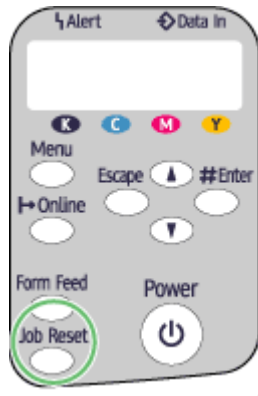 Alert Data In
K C M Y
Menu
Escape #Enter
Online
Form Feed
Power
Job Reset